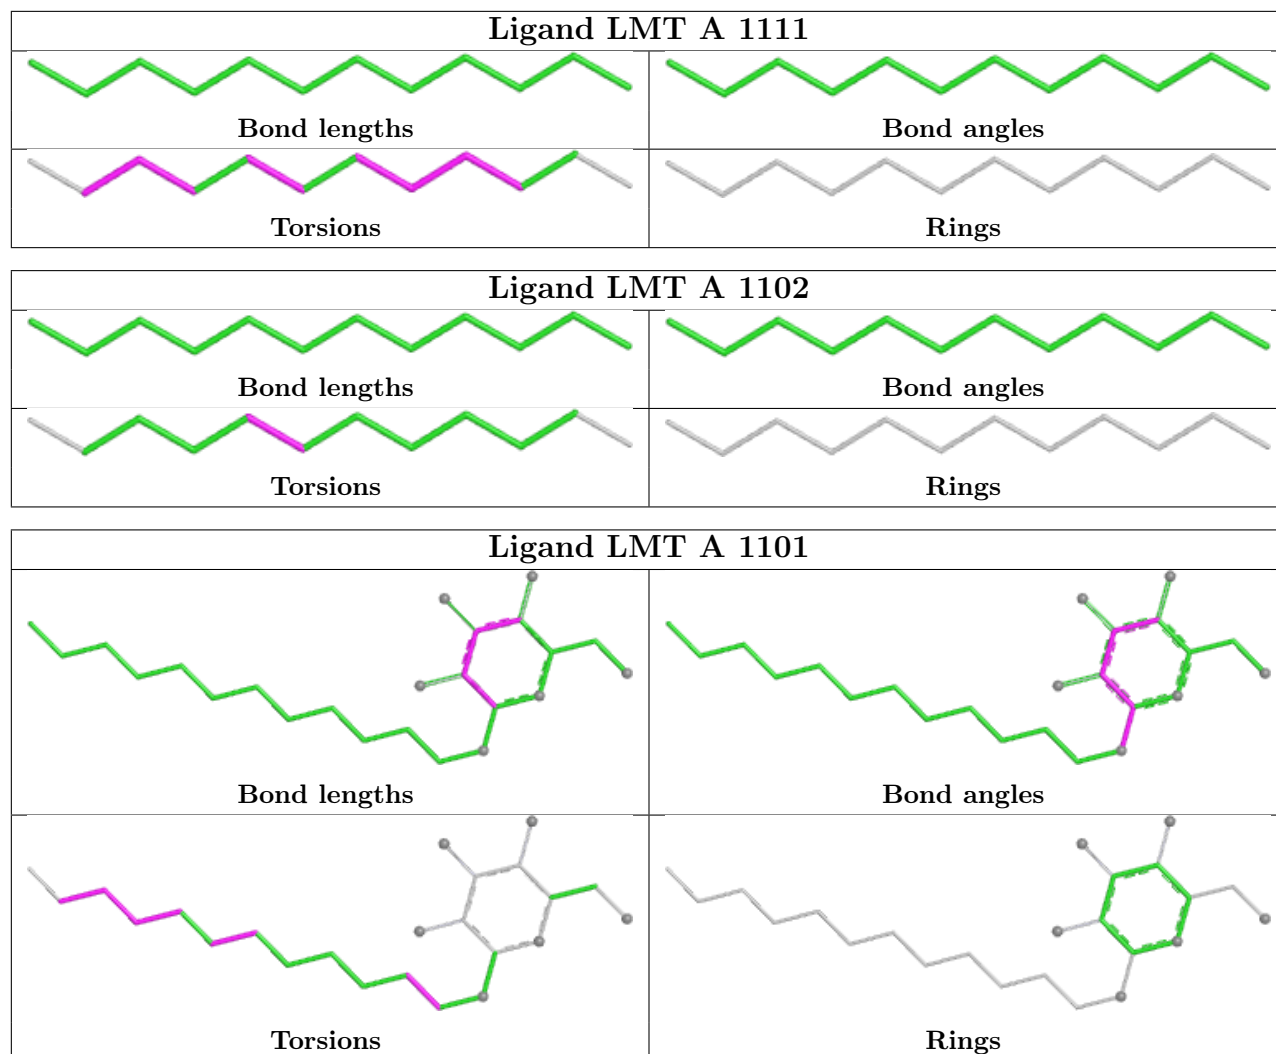 Ligand LMT A 1111
Bond lengths
Bond angles
Torsions
Rings
Ligand LMT A 1102
Bond lengths
Bond angles
Torsions
Rings
Ligand LMT A 1101
Bond lengths
Bond angles
Torsions
Rings